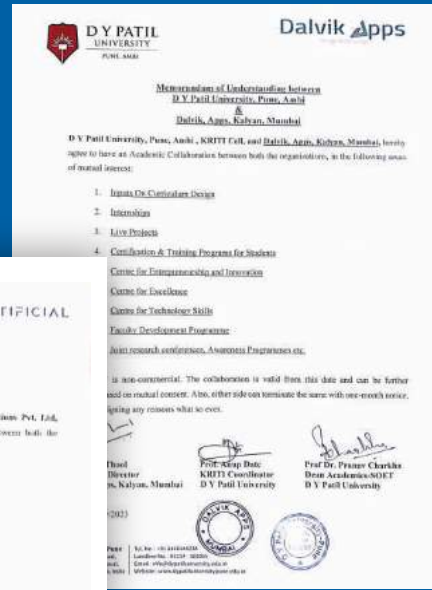 D Y PATIL
UNIVERSITY
PUNE, AMBI
Dalvik Apps
Memorandum of Understanding between
D Y Patil University, Pune, Ambi
&
Dalvik, Apps, Kalyan, Mumbai
D Y Patil University, Pune, Ambi , KRITI Cell, and Dalvik, Apps, Kalyan, Mumbai, hereby
agree to have an Academic Collaboration between both the organizations, in the following areas
of mutual interest:
1. Inputs On Curriculum Design
2. Internships
3. Live Projects
4. Certification & Training Programs for Students
Centre for Entrepreneurship and Innovation
Centre for Excellence
Centre for Technology Skills
Faculty Development Programme
Joint research conferences, Awareness Programmes etc.
is non-commercial. The collaboration is valid from this date and can be further
on mutual consent. Also, either side can terminate the same with one-month notice,
signing any reasons what so ever.
TIFICIAL
Pvt. Ltd,
between both the
Director
Kalyan, Mumbai
Prof. Anup Date
KRITI Coordinator
D Y Patil University
Prof Dr. Pranav Charkha
Dean Academics-SOET
D Y Patil University
2023
DALVIK APPS
MUMBAI